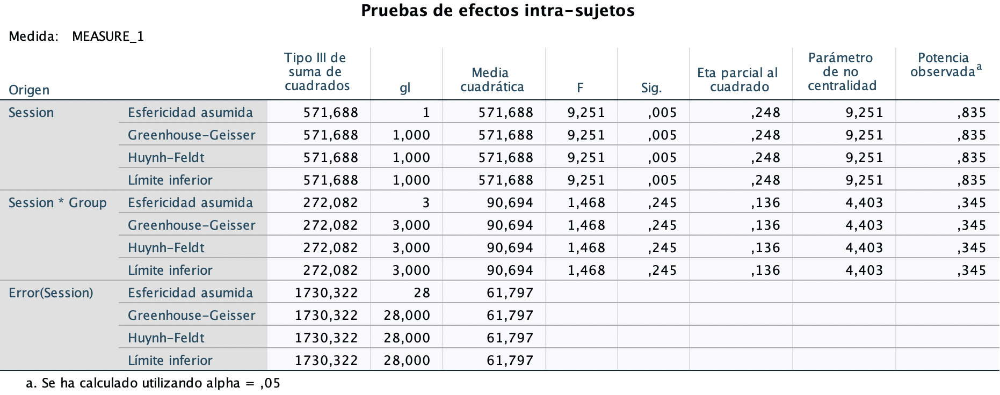 Pruebas de efectos intra-sujetos
Medida: MEASURE_1
Origen Tipo III de suma de cuadrados gl Media cuadrática F Sig. Eta parcial al cuadrado Parámetro de no centralidad Potencia observadaª
Session Esfericidad asumida 571,688 1 571,688 9,251 ,005 ,248 9,251 ,835
Greenhouse-Geisser 571,688 1,000 571,688 9,251 ,005 ,248 9,251 ,835
Huynh-Feldt 571,688 1,000 571,688 9,251 ,005 ,248 9,251 ,835
Límite inferior 571,688 1,000 571,688 9,251 ,005 ,248 9,251 ,835
Session * Group Esfericidad asumida 272,082 3 90,694 1,468 ,245 ,136 4,403 ,345
Greenhouse-Geisser 272,082 3,000 90,694 1,468 ,245 ,136 4,403 ,345
Huynh-Feldt 272,082 3,000 90,694 1,468 ,245 ,136 4,403 ,345
Límite inferior 272,082 3,000 90,694 1,468 ,245 ,136 4,403 ,345
Error(Session) Esfericidad asumida 1730,322 28 61,797
Greenhouse-Geisser 1730,322 28,000 61,797
Huynh-Feldt 1730,322 28,000 61,797
Límite inferior 1730,322 28,000 61,797
a. Se ha calculado utilizando alpha = ,05